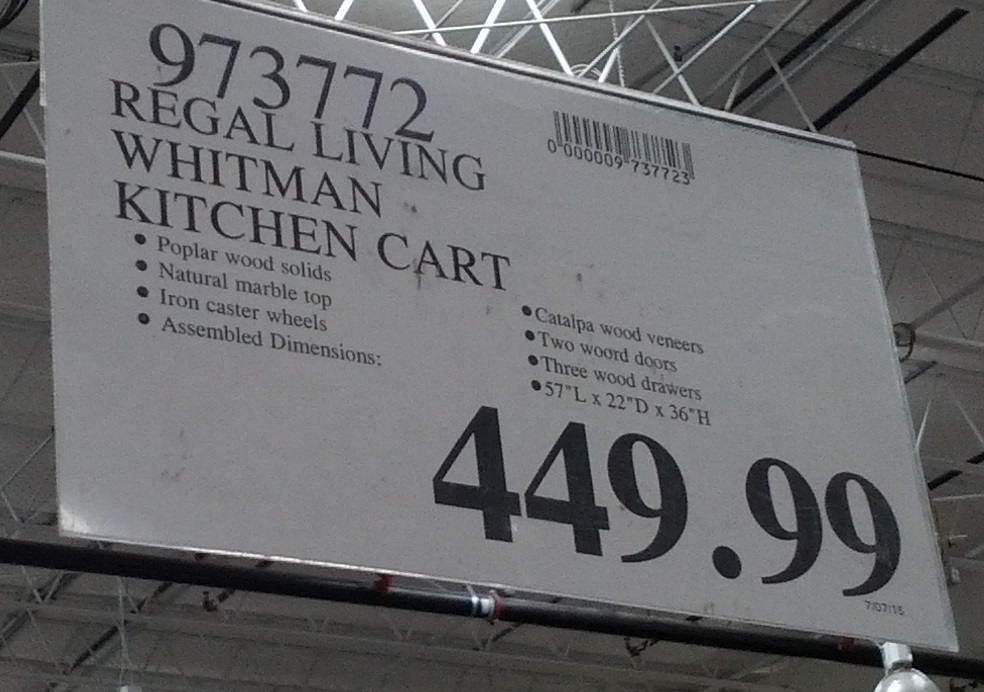 973772
REGAL LIVING
WHITMAN
KITCHEN CART
0 000009 737723
• Poplar wood solids
• Natural marble top
• Iron caster wheels
• Assembled Dimensions:
• Catalpa wood veneers
• Two woord doors
• Three wood drawers
• 57"L x 22"D x 36"H
449.99
7/07/15